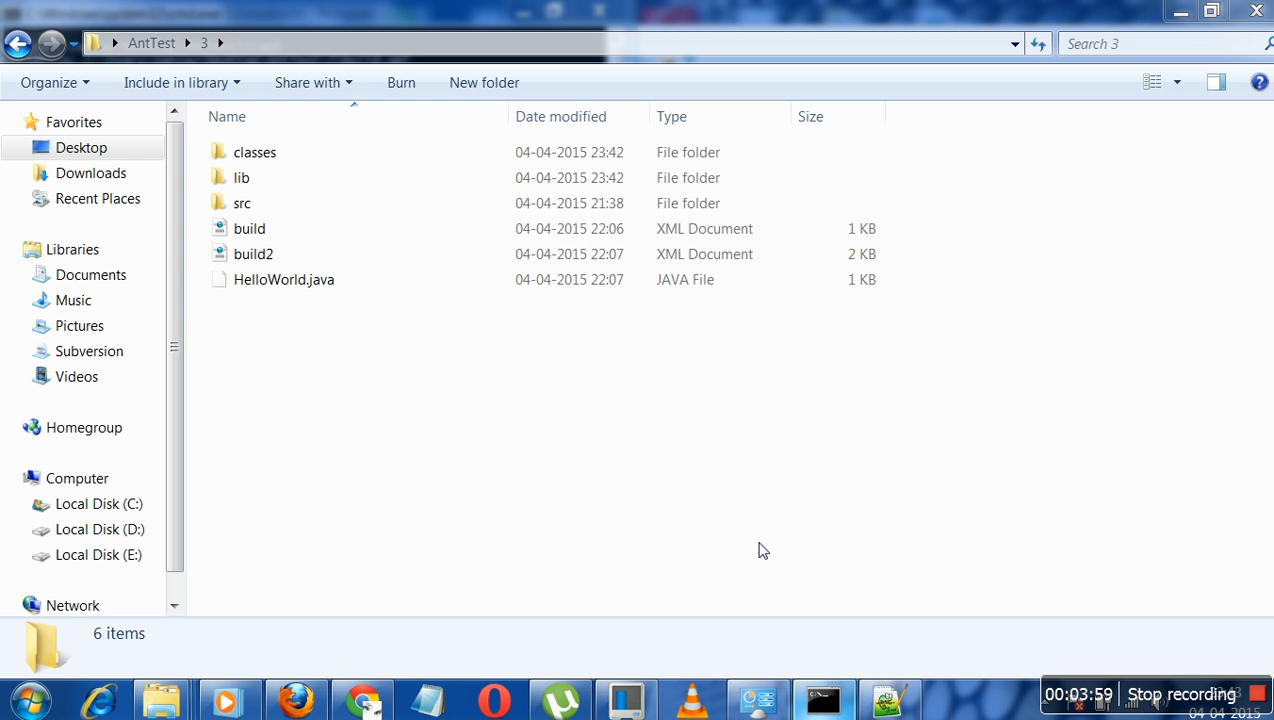 AntTest 3
Search 3
Organize Include in library Share with Burn New folder
Name Date modified Type Size
Favorites
Desktop
Downloads
Recent Places
Libraries
Documents
Music
Pictures
Subversion
Videos
Homegroup
Computer
Local Disk (C:)
Local Disk (D:)
Local Disk (E:)
Network
classes 04-04-2015 23:42 File folder
lib 04-04-2015 23:42 File folder
src 04-04-2015 21:38 File folder
build 04-04-2015 22:06 XML Document 1 KB
build2 04-04-2015 22:07 XML Document 2 KB
HelloWorld.java 04-04-2015 22:07 JAVA File 1 KB
6 items
00:03:59 Stop recording
04-04-2015